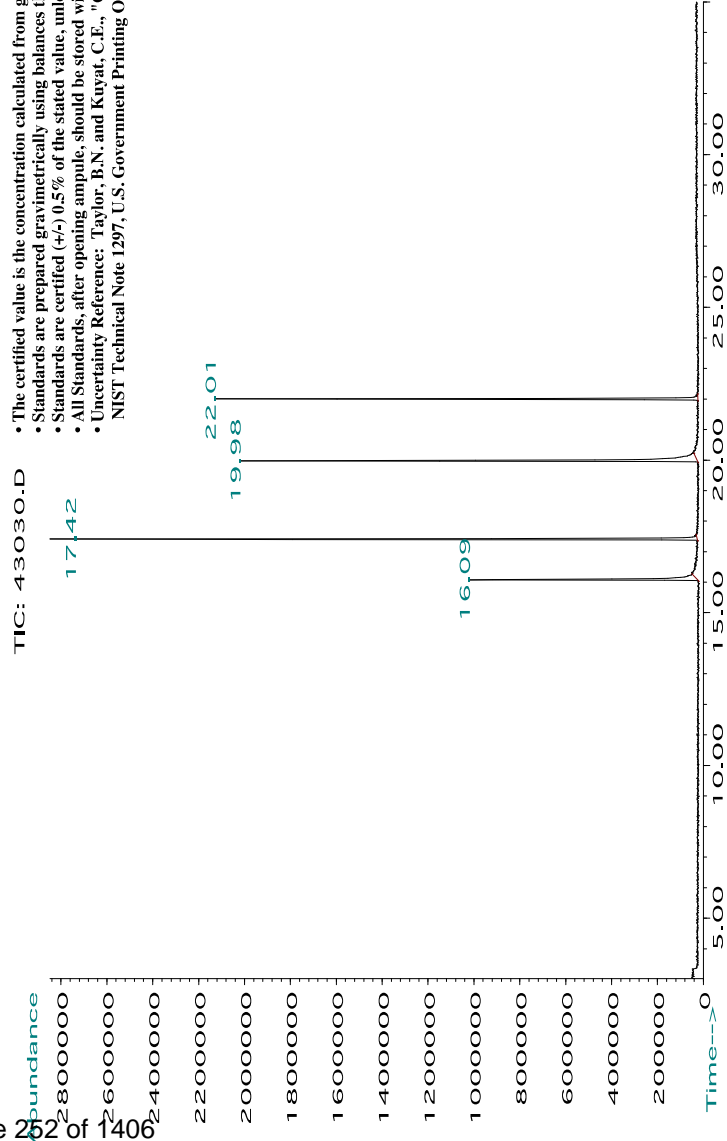 • The certified value is the concentration calculated from g
• Standards are prepared gravimetrically using balances t
• Standards are certifed (+/-) 0.5% of the stated value, unl
• All Standards, after opening ampule, should be stored wi
• Uncertainty Reference: Taylor, B.N. and Kuyat, C.E., "
NIST Technical Note 1297, U.S. Government Printing O
TIC: 43030.D
Abundance
2800000
2600000
2400000
2200000
2000000
1800000
1600000
1400000
1200000
1000000
800000
600000
400000
200000
0
Time-->
5.00
10.00
15.00
20.00
25.00
30.00
16.09
17.42
19.98
22.01
e 252 of 1406